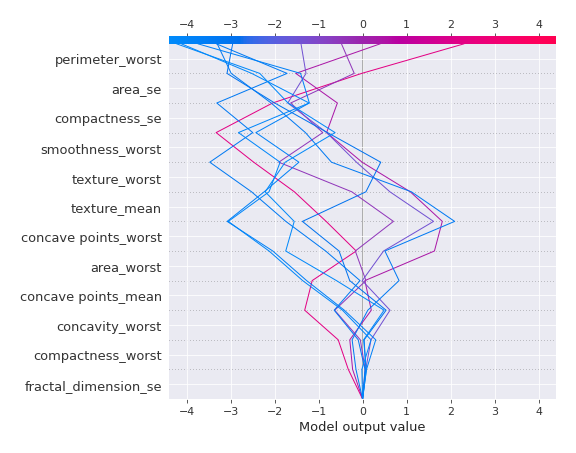 −4 −3 −2 −1 0 1 2 3 4
perimeter_worst
area_se
compactness_se
smoothness_worst
texture_worst
texture_mean
concave points_worst
area_worst
concave points_mean
concavity_worst
compactness_worst
fractal_dimension_se
−4 −3 −2 −1 0 1 2 3 4
Model output value